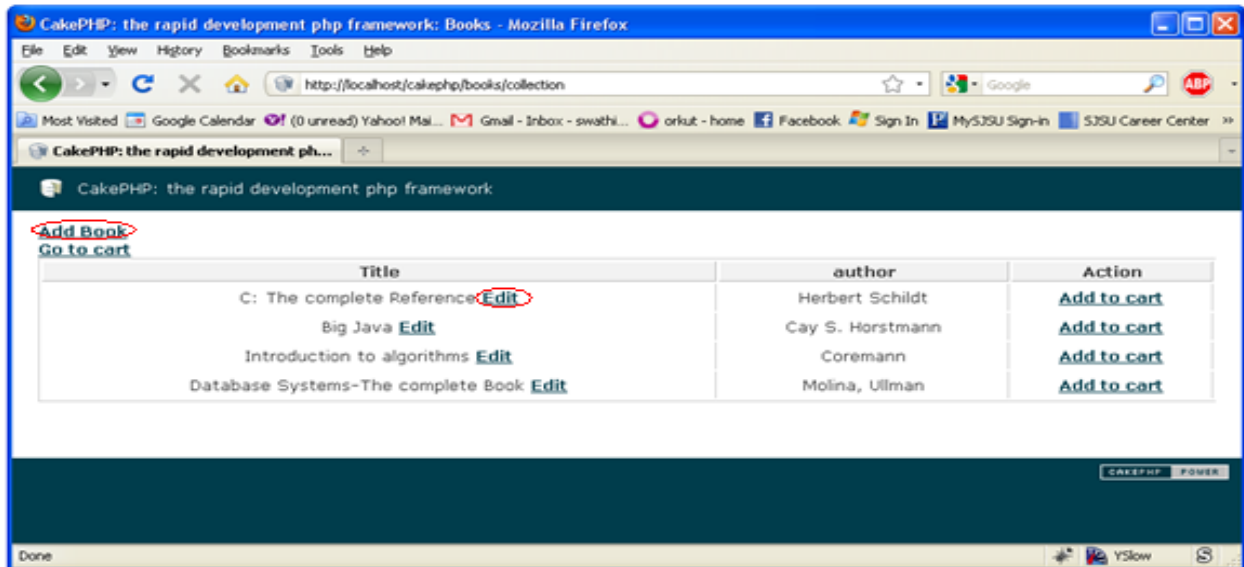 CakePHP: the rapid development php framework: Books - Mozilla Firefox
File Edit View History Bookmarks Tools Help
http://localhost/cakephp/books/collection
Google
ABP
Most Visited Google Calendar (0 unread) Yahoo! Mai... Gmail - Inbox - swathi... orkut - home Facebook Sign In MySJSU Sign-in SJSU Career Center »
CakePHP: the rapid development ph...
CakePHP: the rapid development php framework
Add Book
Go to cart
Title author Action
C: The complete Reference Edit Herbert Schildt Add to cart
Big Java Edit Cay S. Horstmann Add to cart
Introduction to algorithms Edit Coremann Add to cart
Database Systems-The complete Book Edit Molina, Ullman Add to cart
CAKEPHP POWER
Done YSlow S